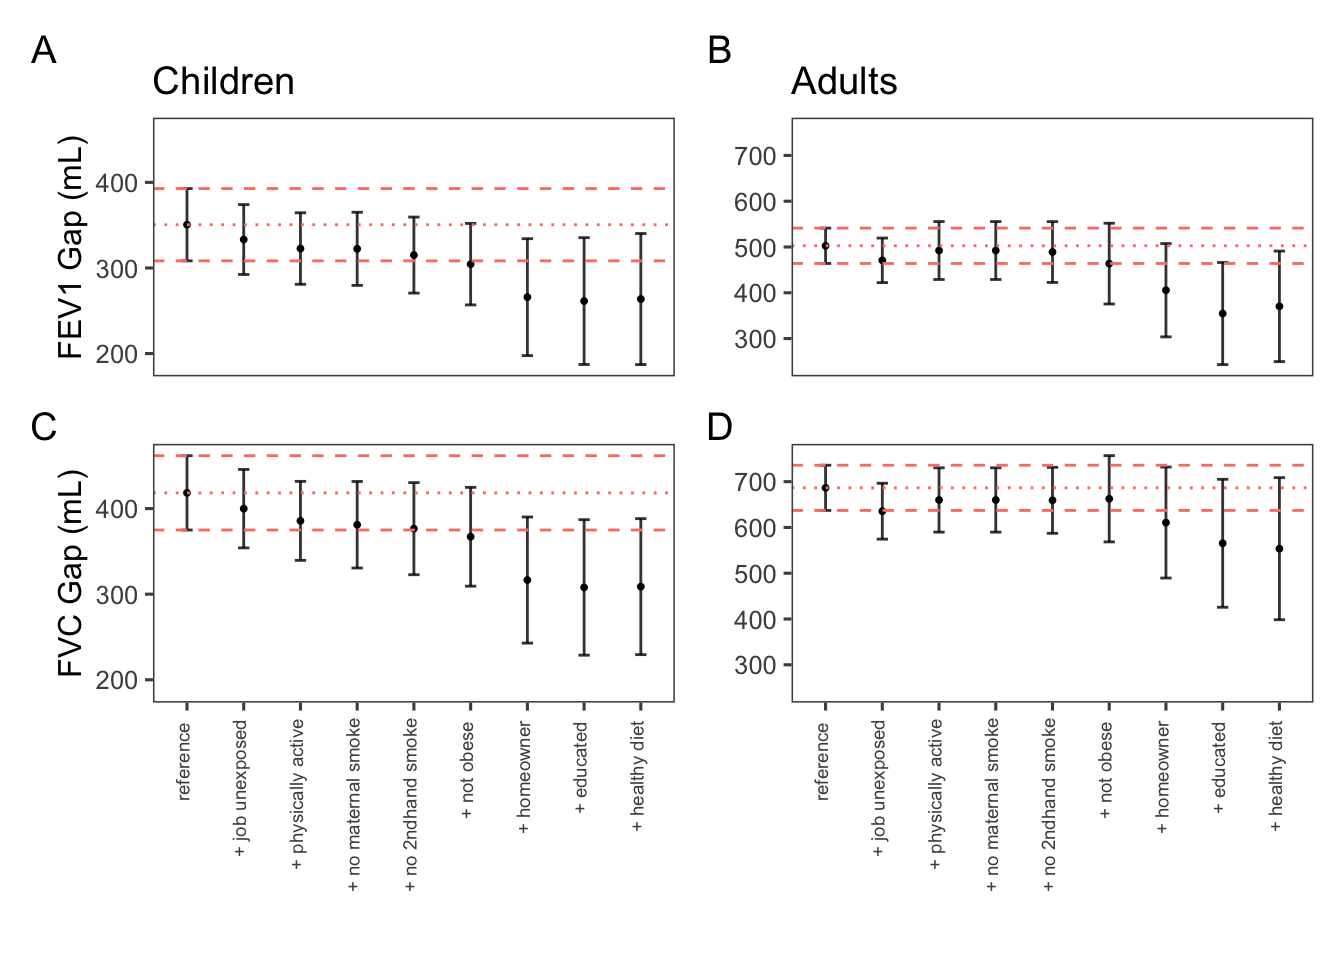 A
B
Children
Adults
FEV1 Gap (mL)
400
300
200
700
600
500
400
300
C
D
FVC Gap (mL)
400
300
200
700
600
500
400
300
reference
+ job unexposed
+ physically active
+ no maternal smoke
+ no 2ndhand smoke
+ not obese
+ homeowner
+ educated
+ healthy diet
reference
+ job unexposed
+ physically active
+ no maternal smoke
+ no 2ndhand smoke
+ not obese
+ homeowner
+ educated
+ healthy diet